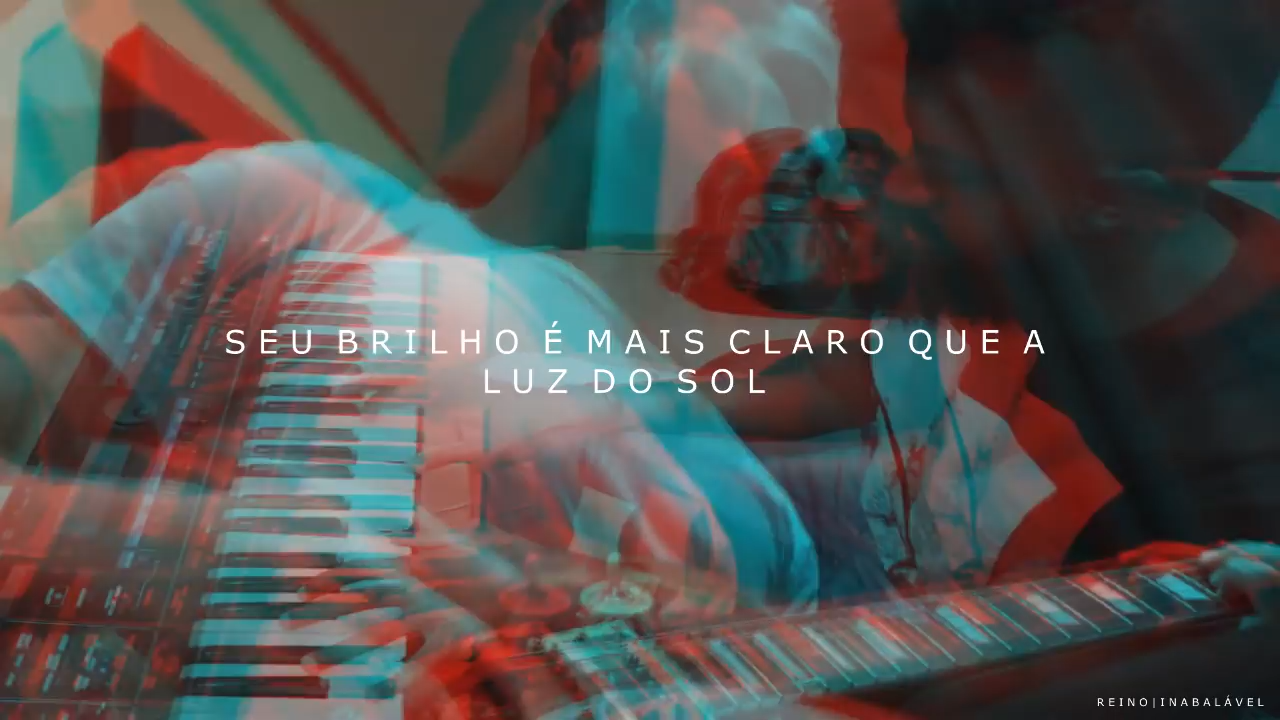 SEU BRILHO É MAIS CLARO QUE A
LUZ DO SOL
REINO|INABALÁVEL